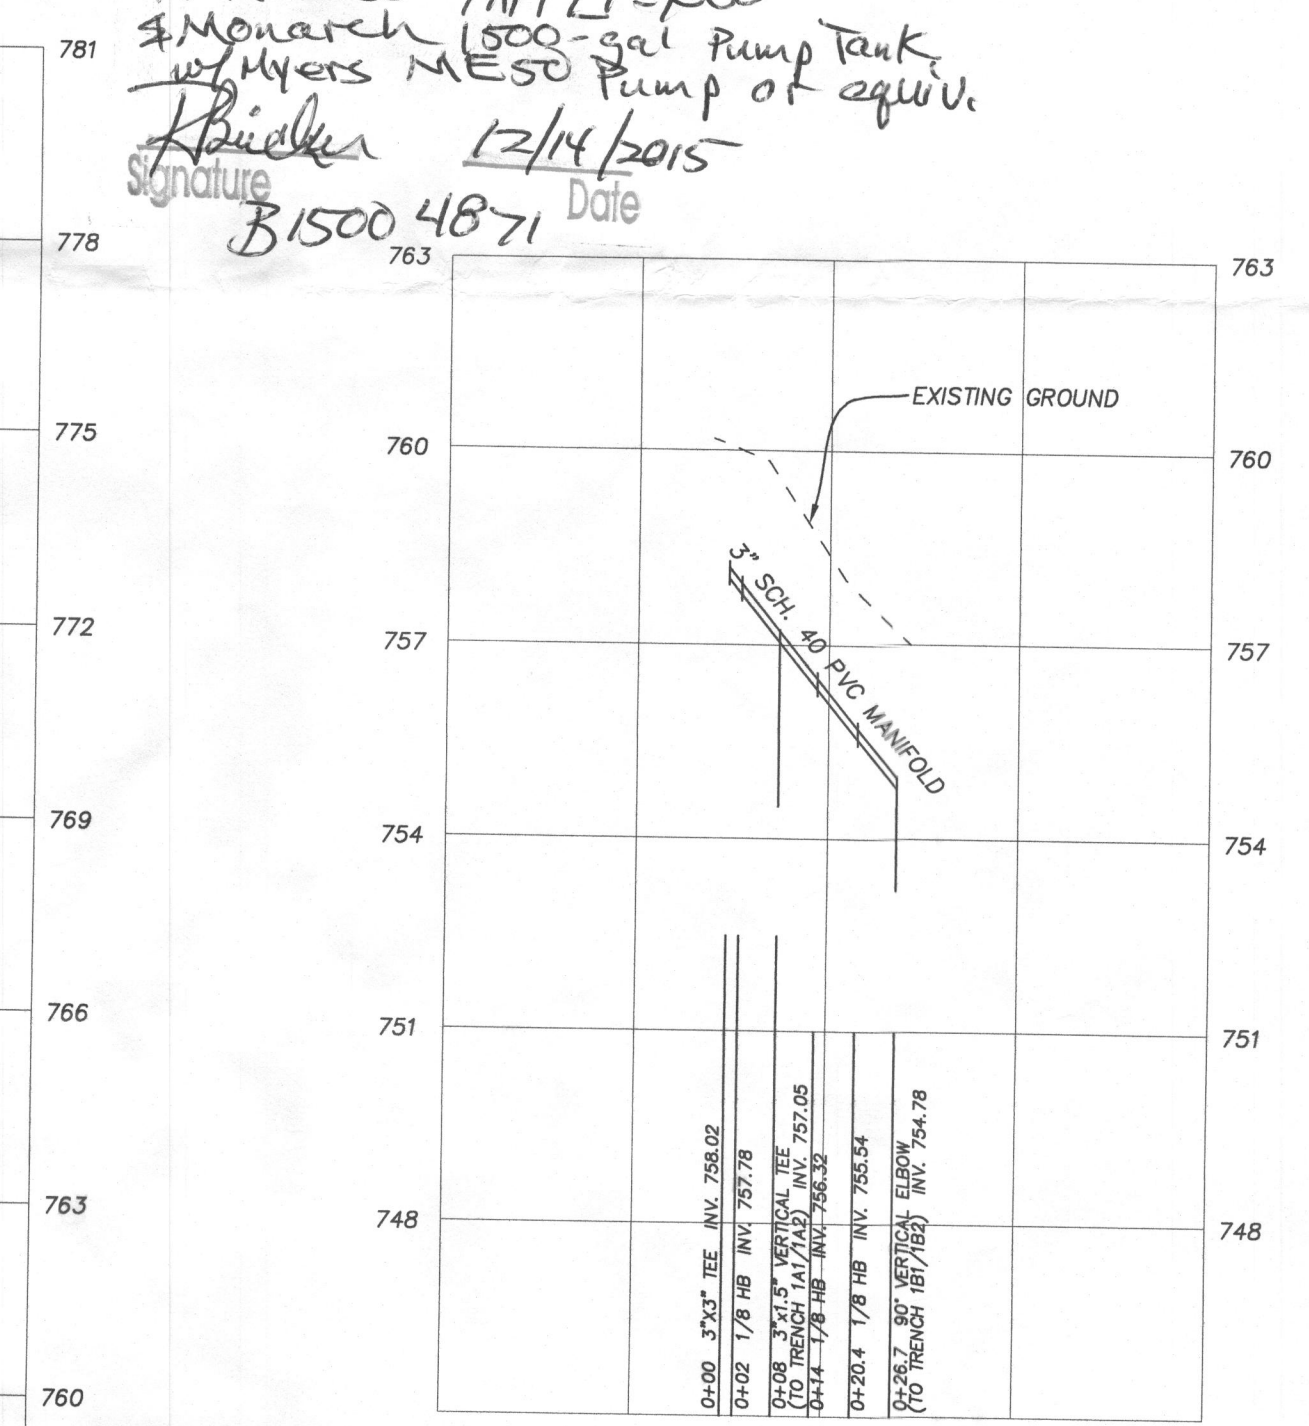 & Monarch 1500-gal Pump Tank
w/ Myers ME50 Pump or equiv.
12/14/2015
Signature
Date
B15004871
781
778
775
772
769
766
763
760
763
763
EXISTING GROUND
760
760
3" SCH. 40 PVC MANIFOLD
757
757
754
754
751
751
748
748
0+00 3"X3" TEE INV. 758.02
0+02 1/8 HB INV. 757.78
0+08 3"x1.5" VERTICAL TEE
(TO TRENCH 1A1/1A2) INV. 757.05
0+14 1/8 HB INV. 756.32
0+20.4 1/8 HB INV. 755.54
0+26.7 90° VERTICAL ELBOW
(TO TRENCH 1B1/1B2) INV. 754.78